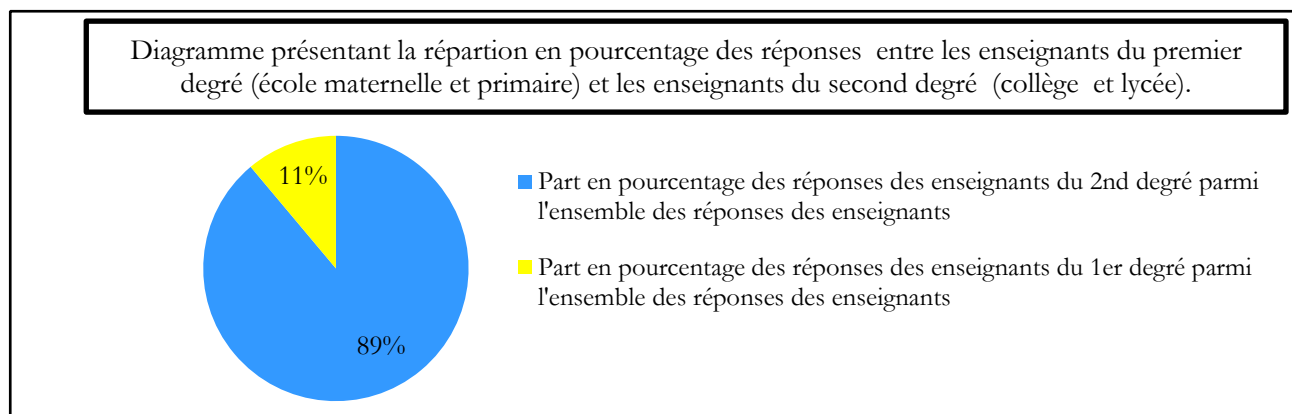 Diagramme présentant la répartion en pourcentage des réponses entre les enseignants du premier
degré (école maternelle et primaire) et les enseignants du second degré (collège et lycée).
11%
89%
Part en pourcentage des réponses des enseignants du 2nd degré parmi
l'ensemble des réponses des enseignants
Part en pourcentage des réponses des enseignants du 1er degré parmi
l'ensemble des réponses des enseignants